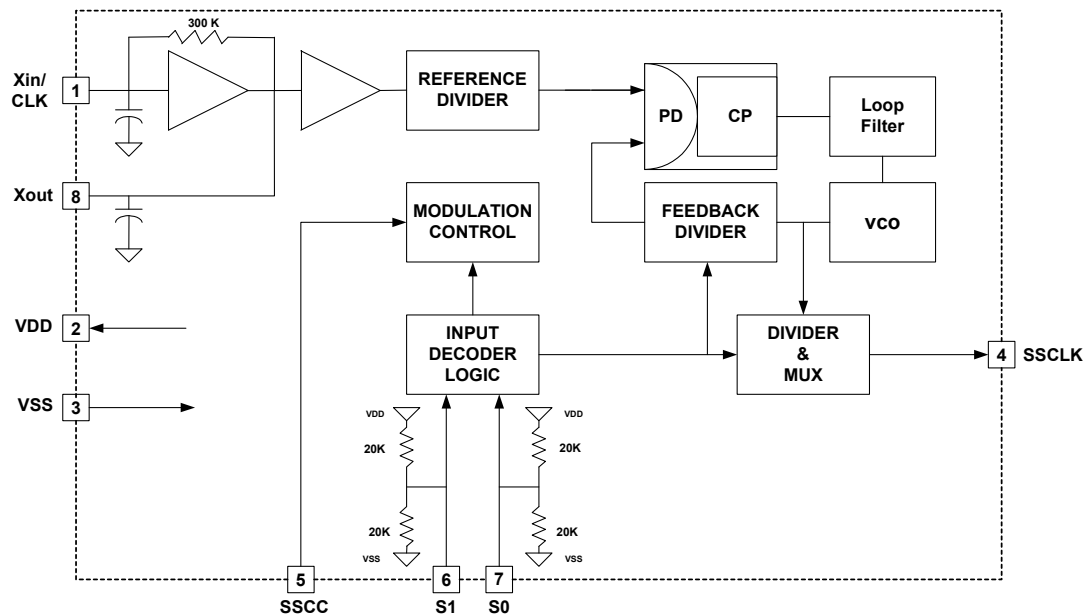 300 K
Xin/
CLK
1
REFERENCE
DIVIDER
PD
CP
Loop
Filter
Xout
8
MODULATION
CONTROL
FEEDBACK
DIVIDER
VCO
VDD
2
INPUT
DECODER
LOGIC
DIVIDER
&
MUX
4
SSCLK
VSS
3
VDD
VDD
20K
20K
20K
20K
VSS
VSS
5
6
7
SSCC
S1
S0